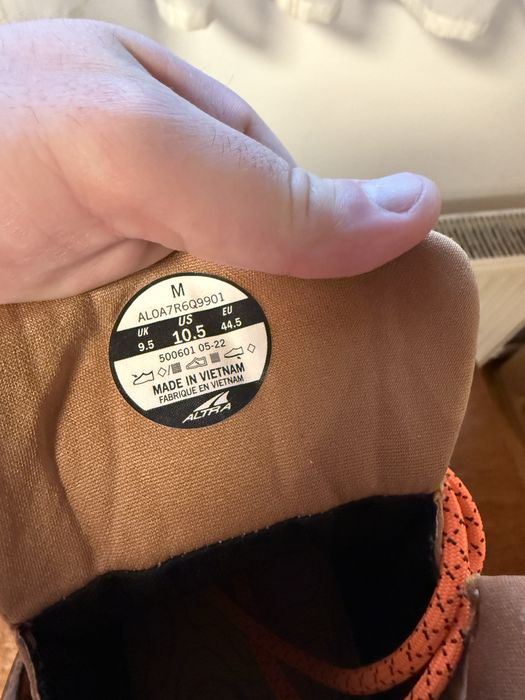 M
AL0A7R6Q9901
UK US EU
9.5 10.5 44.5
500601 05-22
MADE IN VIETNAM
FABRIQUE EN VIETNAM
ALTRA